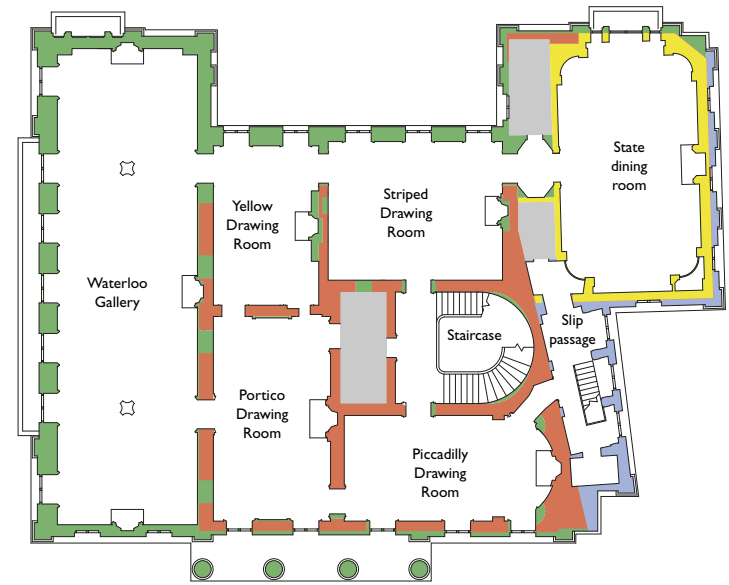 State
dining
room
Yellow
Drawing
Room
Striped
Drawing
Room
Waterloo
Gallery
Staircase
Slip
passage
Portico
Drawing
Room
Piccadilly
Drawing
Room